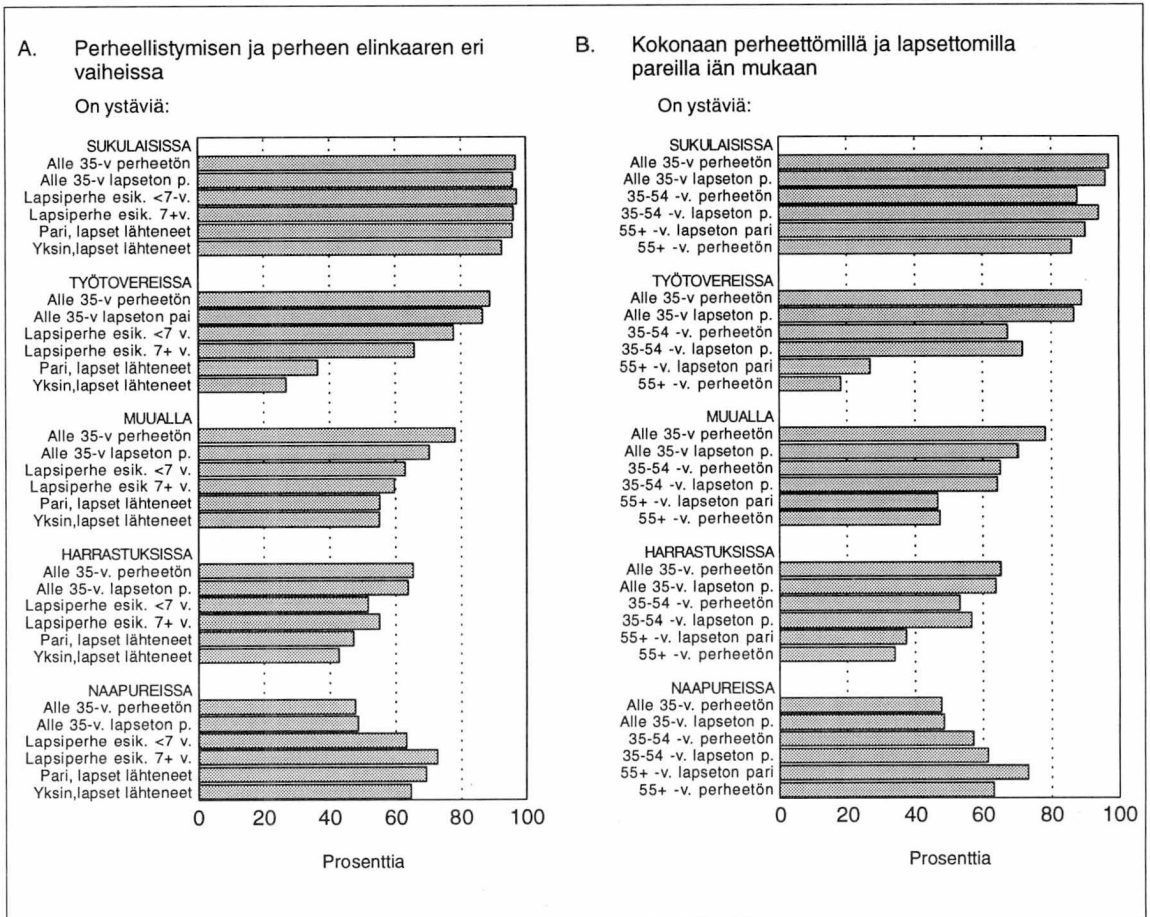 A. Perheellistymisen ja perheen elinkaaren eri
vaiheissa
On ystäviä:
SUKULAISISSA
Alle 35-v perheetön
Alle 35-v lapseton p.
Lapsiperhe esik. <7-v.
Lapsiperhe esik. 7+v.
Pari, lapset lähteneet
Yksin,lapset lähteneet
TYÖTOVEREISSA
Alle 35-v perheetön
Alle 35-v lapseton pai
Lapsiperhe esik. <7 v.
Lapsiperhe esik. 7+ v.
Pari, lapset lähteneet
Yksin,lapset lähteneet
MUUALLA
Alle 35-v perheetön
Alle 35-v lapseton p.
Lapsiperhe esik. <7 v.
Lapsiperhe esik 7+ v.
Pari, lapset lähteneet
Yksin,lapset lähteneet
HARRASTUKSISSA
Alle 35-v. perheetön
Alle 35-v. lapseton p.
Lapsiperhe esik. <7 v.
Lapsiperhe esik. 7+ v.
Pari, lapset lähteneet
Yksin,lapset lähteneet
NAAPUREISSA
Alle 35-v. perheetön
Alle 35-v. lapseton p.
Lapsiperhe esik. <7 v.
Lapsiperhe esik. 7+ v.
Pari, lapset lähteneet
Yksin,lapset lähteneet
0 20 40 60 80 100
Prosenttia
B. Kokonaan perheettömillä ja lapsettomilla
pareilla iän mukaan
On ystäviä:
SUKULAISISSA
Alle 35-v perheetön
Alle 35-v lapseton p.
35-54 -v. perheetön
35-54 -v. lapseton p.
55+ -v. lapseton pari
55+ -v. perheetön
TYÖTOVEREISSA
Alle 35-v perheetön
Alle 35-v lapseton p.
35-54 -v. perheetön
35-54 -v. lapseton p.
55+ -v. lapseton pari
55+ -v. perheetön
MUUALLA
Alle 35-v perheetön
Alle 35-v lapseton p.
35-54 -v. perheetön
35-54 -v. lapseton p.
55+ -v. lapseton pari
55+ -v. perheetön
HARRASTUKSISSA
Alle 35-v. perheetön
Alle 35-v. lapseton p.
35-54 -v. perheetön
35-54 -v. lapseton p.
55+ -v. lapseton pari
55+ -v. perheetön
NAAPUREISSA
Alle 35-v. perheetön
Alle 35-v. lapseton p.
35-54 -v. perheetön
35-54 -v. lapseton p.
55+ -v. lapseton pari
55+ -v. perheetön
0 20 40 60 80 100
Prosenttia